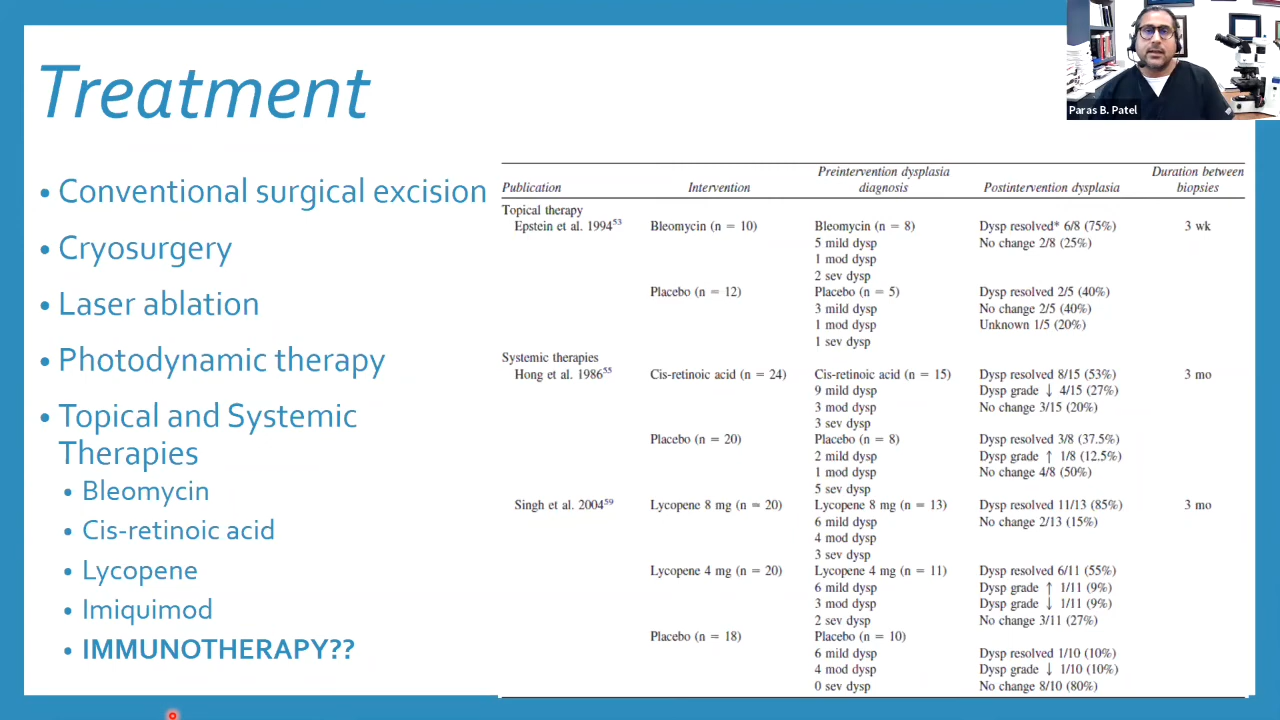 Treatment
Paras B. Patel
• Conventional surgical excision
• Cryosurgery
• Laser ablation
• Photodynamic therapy
• Topical and Systemic
Therapies
• Bleomycin
• Cis-retinoic acid
• Lycopene
• Imiquimod
• IMMUNOTHERAPY??
Publication Intervention Preintervention dysplasia diagnosis Postintervention dysplasia Duration between biopsies
Topical therapy
Epstein et al. 1994⁵³ Bleomycin (n = 10) Bleomycin (n = 8) Dysp resolved* 6/8 (75%) 3 wk
5 mild dysp No change 2/8 (25%)
1 mod dysp
2 sev dysp
Placebo (n = 12) Placebo (n = 5) Dysp resolved 2/5 (40%)
3 mild dysp No change 2/5 (40%)
1 mod dysp Unknown 1/5 (20%)
1 sev dysp
Systemic therapies
Hong et al. 1986⁵⁵ Cis-retinoic acid (n = 24) Cis-retinoic acid (n = 15) Dysp resolved 8/15 (53%) 3 mo
9 mild dysp Dysp grade ↓ 4/15 (27%)
3 mod dysp No change 3/15 (20%)
3 sev dysp
Placebo (n = 20) Placebo (n = 8) Dysp resolved 3/8 (37.5%)
2 mild dysp Dysp grade ↑ 1/8 (12.5%)
1 mod dysp No change 4/8 (50%)
5 sev dysp
Singh et al. 2004⁵⁹ Lycopene 8 mg (n = 20) Lycopene 8 mg (n = 13) Dysp resolved 11/13 (85%) 3 mo
6 mild dysp No change 2/13 (15%)
4 mod dysp
3 sev dysp
Lycopene 4 mg (n = 20) Lycopene 4 mg (n = 11) Dysp resolved 6/11 (55%)
6 mild dysp Dysp grade ↑ 1/11 (9%)
3 mod dysp Dysp grade ↓ 1/11 (9%)
2 sev dysp No change 3/11 (27%)
Placebo (n = 18) Placebo (n = 10)
6 mild dysp Dysp resolved 1/10 (10%)
4 mod dysp Dysp grade ↓ 1/10 (10%)
0 sev dysp No change 8/10 (80%)